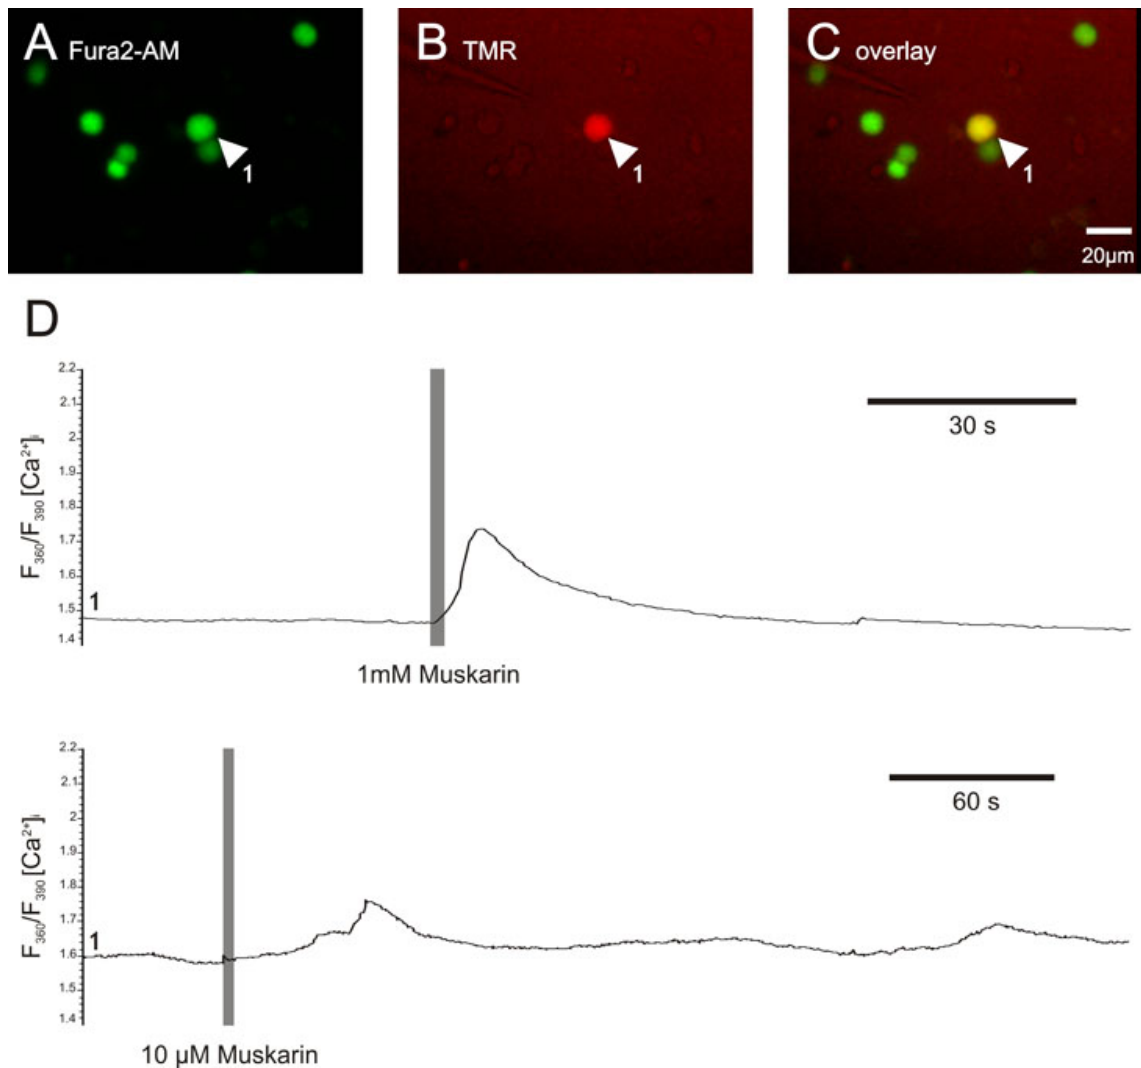 A Fura2-AM
1
B TMR
1
C overlay
1
20µm
D
2.2
2.1
2
1.9
1.8
1.7
1.6
1.5
1.4
F360/F390 [Ca2+]i
1
30 s
1mM Muskarin
2.2
2.1
2
1.9
1.8
1.7
1.6
1.5
1.4
F360/F390 [Ca2+]i
1
60 s
10 µM Muskarin